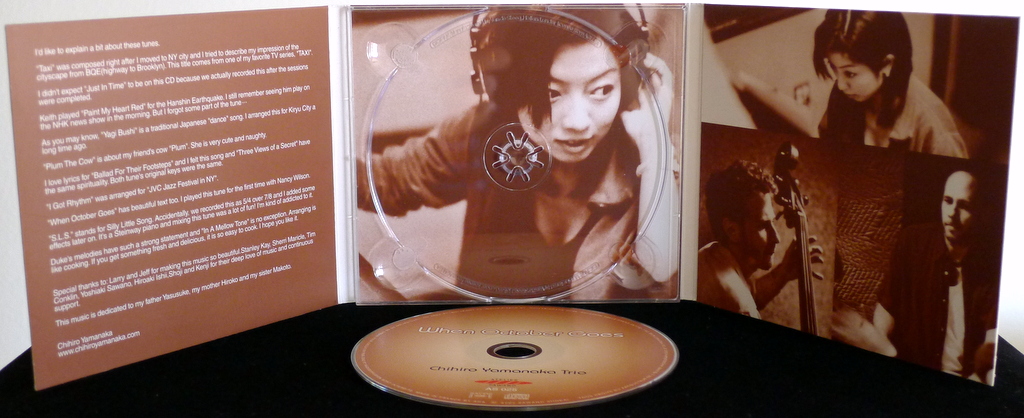 I'd like to explain a bit about these tunes.
"Taxi" was composed right after I moved to NY city and I tried to describe my impression of the
cityscape from BQE(highway to Brooklyn). This title comes from one of my favorite TV series, "TAXI".
I didn't expect "Just In Time" to be on this CD because we actually recorded this after the sessions
were completed.
Keith played "Paint My Heart Red" for the Hanshin Earthquake. I still remember seeing him play on
the NHK news show in the morning. But I forgot some part of the tune…
As you may know, "Yagi Bushi" is a traditional Japanese "dance" song. I arranged this for Kiryu City a
long time ago.
"Plum The Cow" is about my friend's cow "Plum". She is very cute and naughty.
I love lyrics for "Ballad For Their Footsteps" and I felt this song and "Three Views of a Secret" have
the same spirituality. Both tune's original keys were the same.
"I Got Rhythm" was arranged for "JVC Jazz Festival in NY".
"When October Goes" has beautiful text too. I played this tune for the first time with Nancy Wilson.
"S.L.S." stands for Silly Little Song. Accidentally, we recorded this as 5/4 over 7/8 and I added some
effects later on. It's a Steinway piano and mixing this tune was a lot of fun! I'm kind of addicted to it.
Duke's melodies have such a strong statement and "In A Mellow Tone" is no exception. Arranging is
like cooking. If you get something fresh and delicious, it is so easy to cook. I hope you like it.
Special thanks to: Larry and Jeff for making this music so beautiful,Stanley Kay, Sherri Maricle, Tim
Conklin, Yoshiaki Sawano, Hiroaki Ishi,Shoji and Kenji for their deep love of music and continuous
support.
This music is dedicated to my father Yasusuke, my mother Hiroko and my sister Makoto.
Chihiro Yamanaka
www.chihiroyamanaka.com
When October Goes
Chihiro Yamanaka Trio